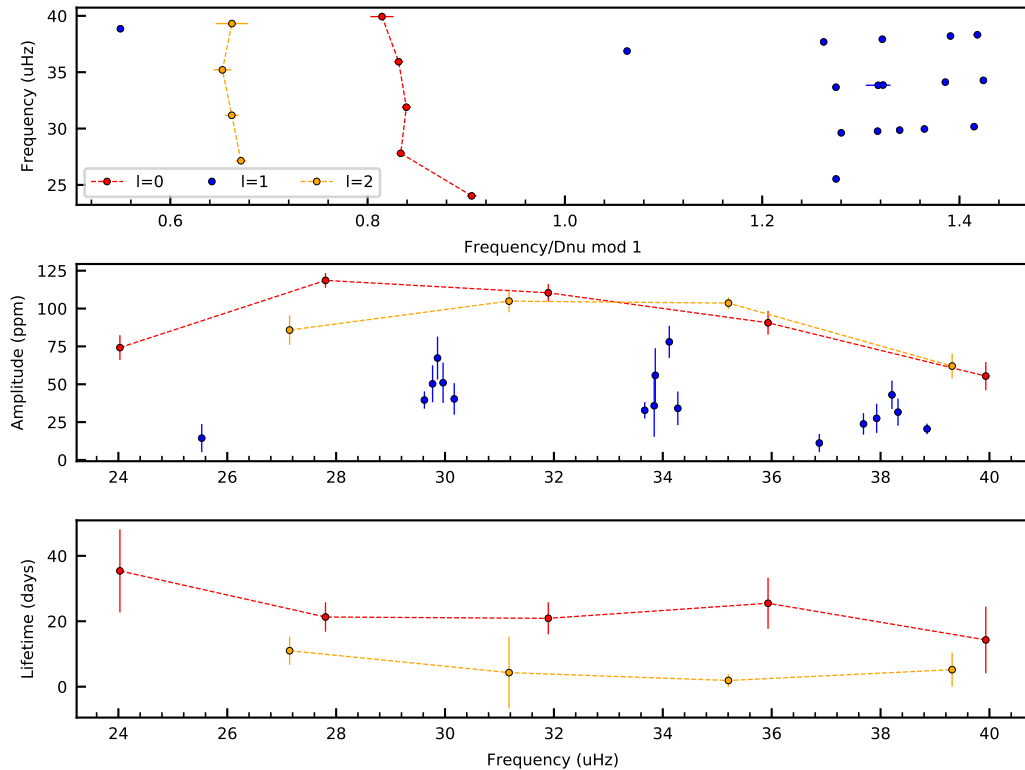 40
35
30
25
Frequency (uHz)
l=0 l=1 l=2
0.6 0.8 1.0 1.2 1.4
Frequency/Dnu mod 1
125
100
75
50
25
0
Amplitude (ppm)
24 26 28 30 32 34 36 38 40
40
20
0
Lifetime (days)
24 26 28 30 32 34 36 38 40
Frequency (uHz)